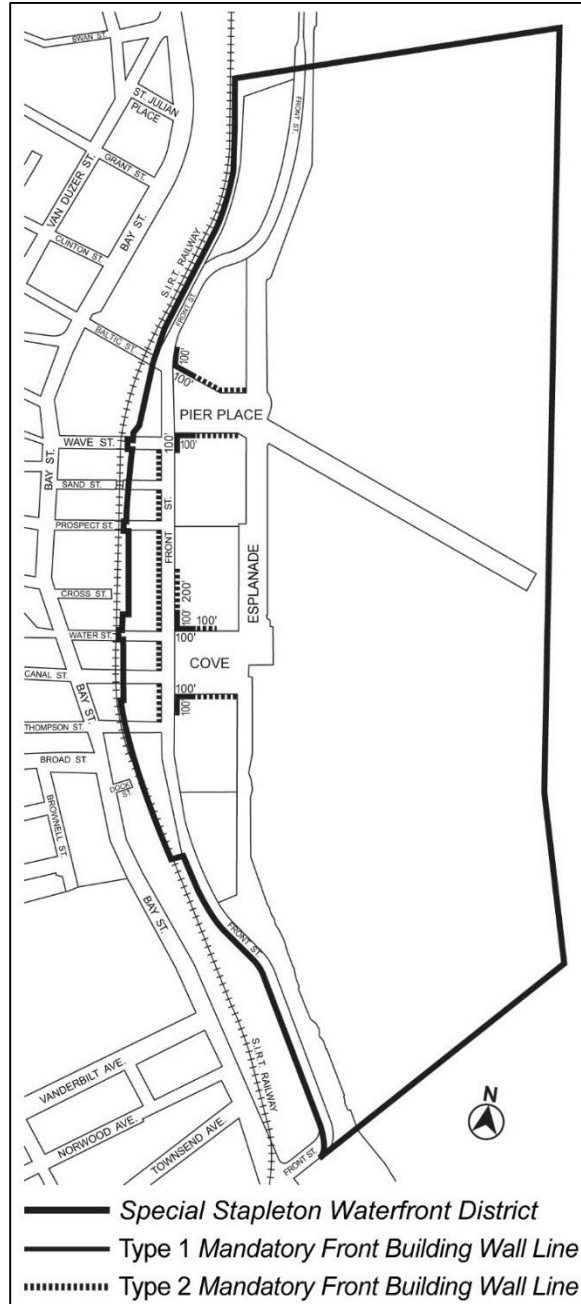 SWAN ST.
ST. JULIAN
PLACE
FRONT ST.
GRANT ST.
VAN DUZER ST.
BAY ST.
CLINTON ST.
S.I.R.T. RAILWAY
FRONT ST.
BALTIC ST.
100'
100'
PIER PLACE
WAVE ST.
100'
100'
BAY ST.
SAND ST.
ST.
PROSPECT ST.
FRONT
ESPLANADE
200'
CROSS ST.
100'
100'
WATER ST.
100'
COVE
CANAL ST.
100'
BAY ST.
100'
THOMPSON ST.
BROAD ST.
DOCK
ST.
BROWNELL ST.
BAY ST.
FRONT ST.
S.I.R.T. RAILWAY
VANDERBILT AVE.
NORWOOD AVE.
TOWNSEND AVE.
FRONT ST.
N
Special Stapleton Waterfront District
Type 1 Mandatory Front Building Wall Line
Type 2 Mandatory Front Building Wall Line